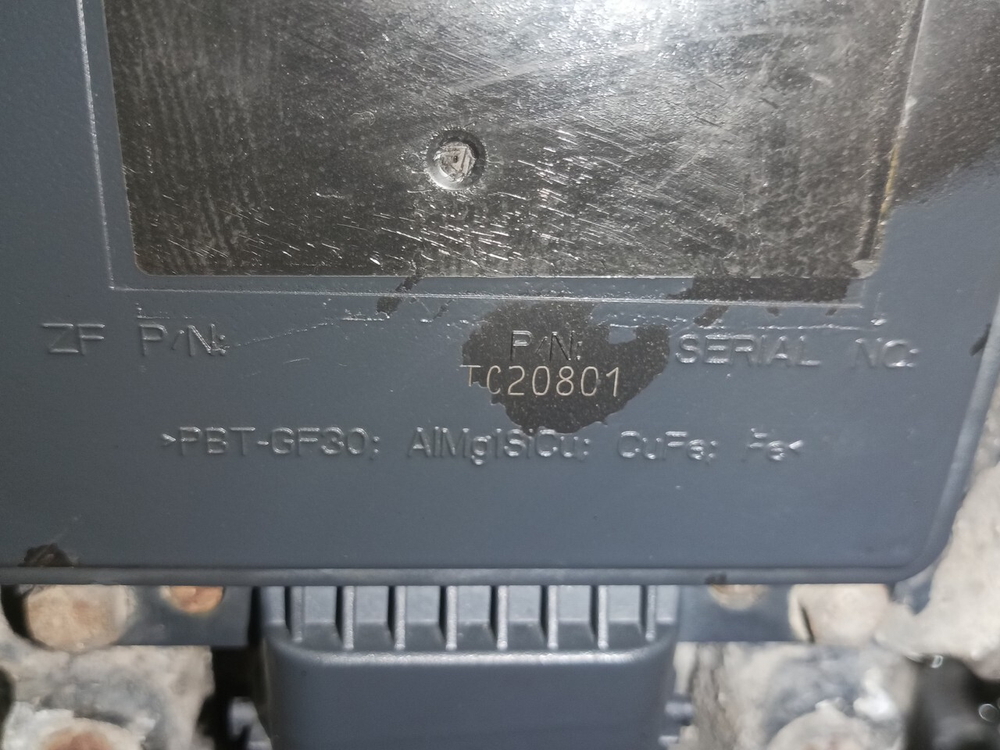 ZF P/N: P/N: SERIAL NO:
TC20801
>PBT-GF30; AlMg1SiCu; CuFe; Fe<